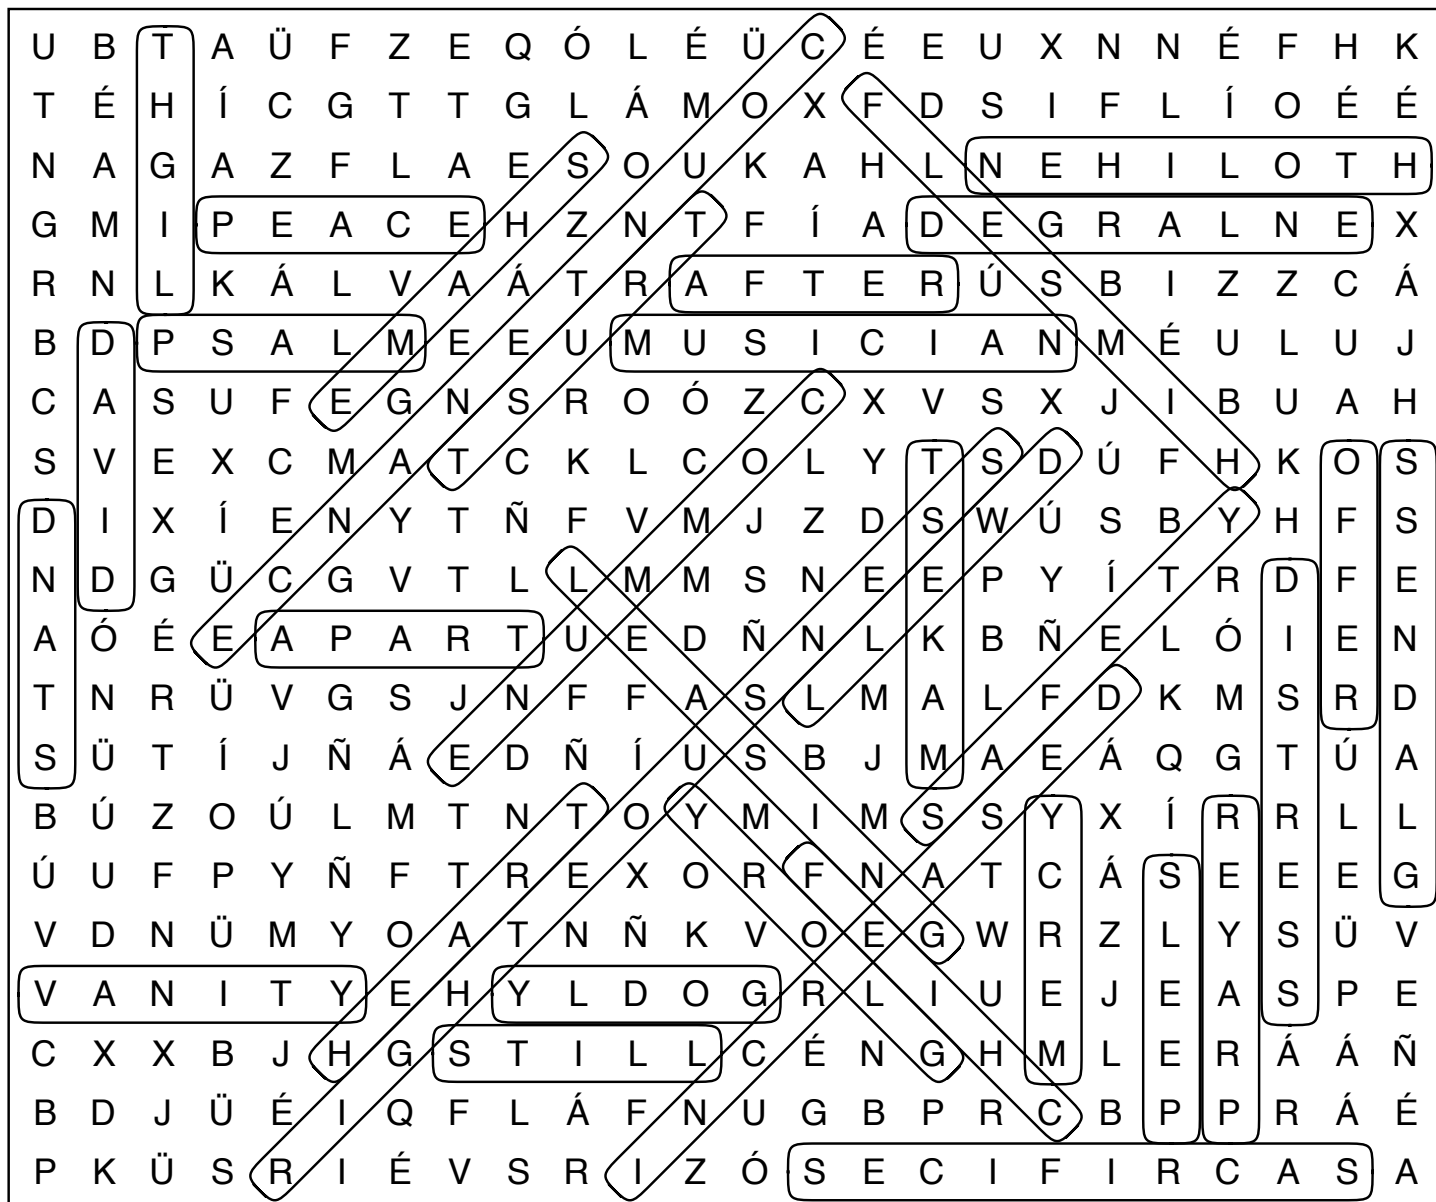 U B T A Ü F Z E Q Ó L É Ü C É E U X N N É F H K
T É H Í C G T T G L Á M O X F D S I F L Í O É É
N A G A Z F L A E S O U K A H L N E H I L O T H
G M I P E A C E H Z N T F Í A D E G R A L N E X
R N L K Á L V A Á T R A F T E R Ú S B I Z Z C Á
B D P S A L M E E U M U S I C I A N M É U L U J
C A S U F E G N S R O Ó Z C X V S X J I B U A H
S V E X C M A T C K L C O L Y T S D Ú F H K O S
D I X Í E N Y T Ñ F V M J Z D S W Ú S B Y H F S
N D G Ü C G V T L L M M S N E E P Y Í T R D F E
A Ó É E A P A R T U E D Ñ N L K B Ñ E L Ó I E N
T N R Ü V G S J N F F A S L M A L F D K M S R D
S Ü T Í J Ñ Á E D Ñ Í U S B J M A E Á Q G T Ú A
B Ú Z O Ú L M T N T O Y M I M S S Y X Í R R L L
Ú U F P Y Ñ F T R E X O R F N A T C Á S E E E G
V D N Ü M Y O A T N Ñ K V O E G W R Z L Y S Ü V
V A N I T Y E H Y L D O G R L I U E J E A S P E
C X X B J H G S T I L L C É N G H M L E R Á Á Ñ
B D J Ü É I Q F L Á F N U G B P R C B P P R Á É
P K Ü S R I É V S R I Z Ó S E C I F I R C A S A